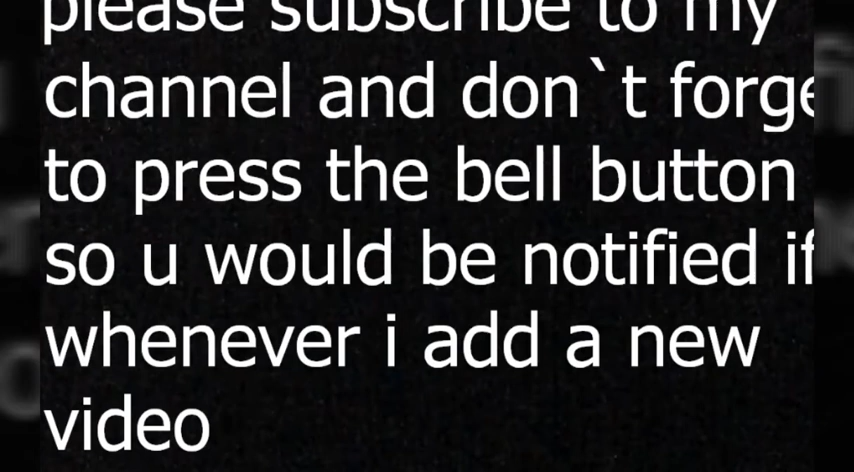 please subscribe to my
channel and don`t forge
to press the bell button
so u would be notified if
whenever i add a new
video